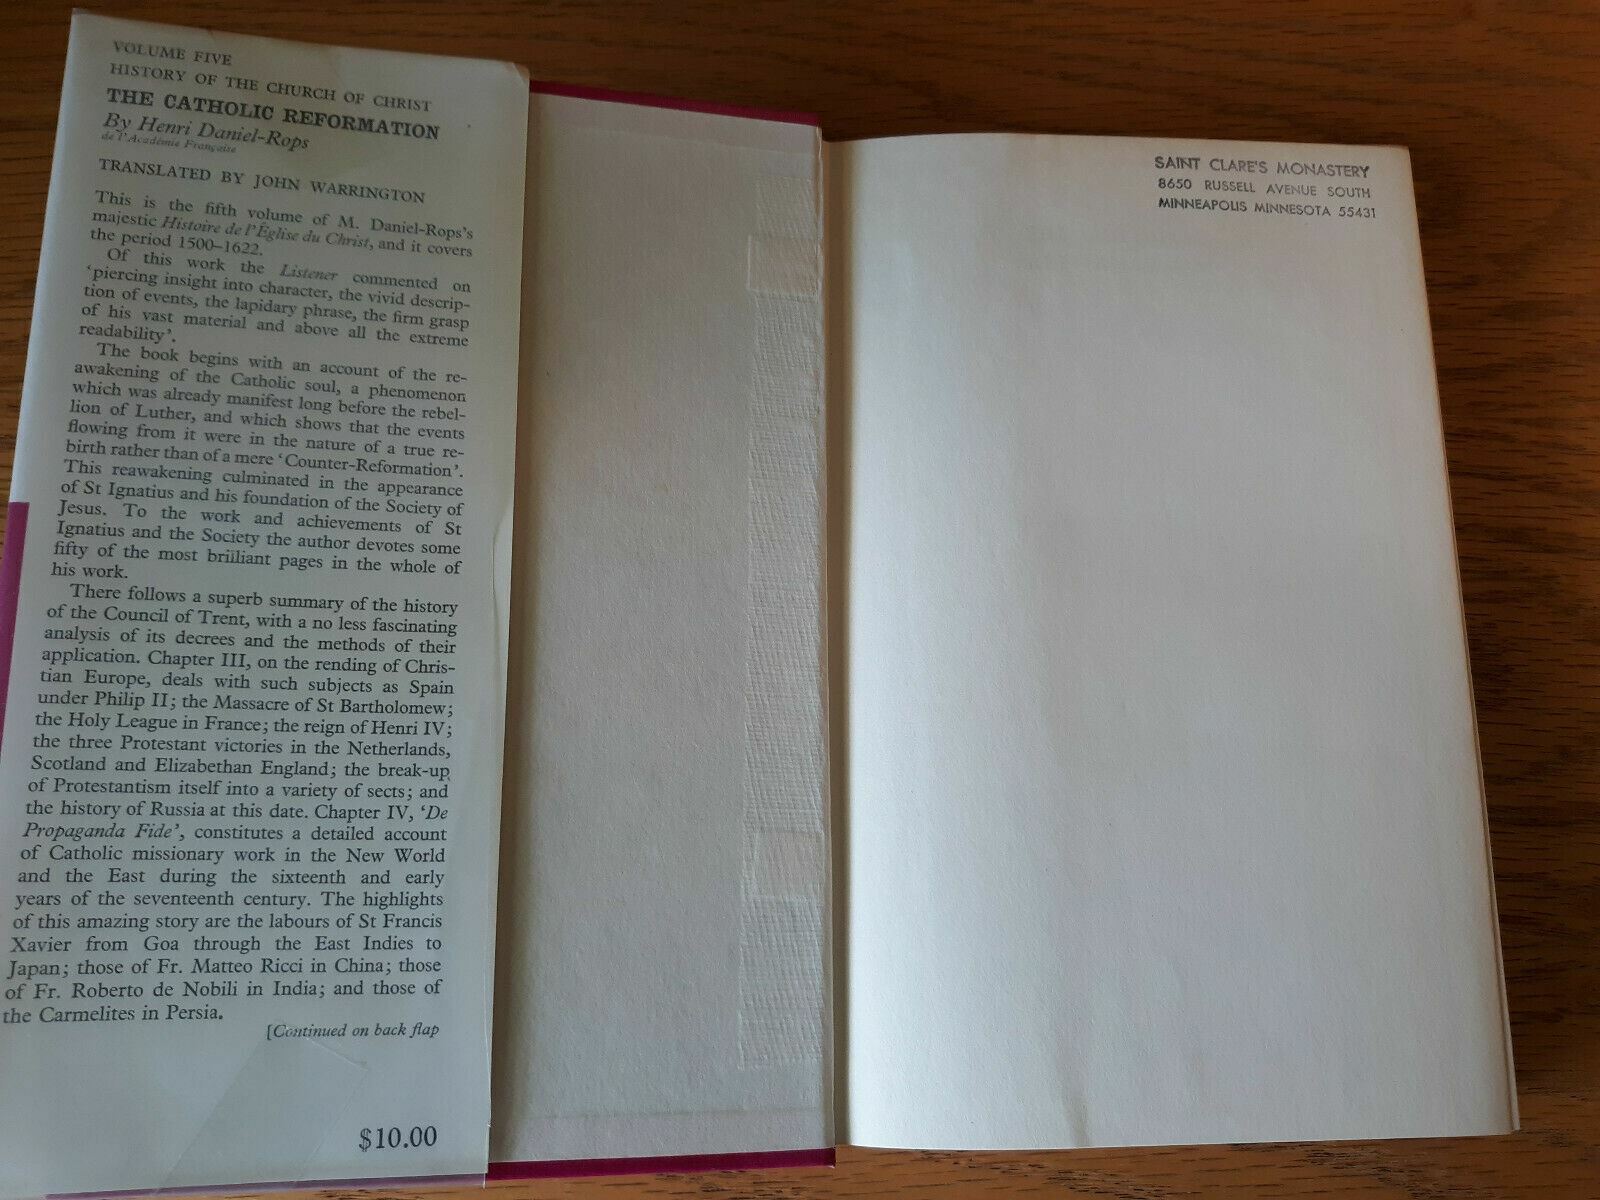 VOLUME FIVE
HISTORY OF THE CHURCH OF CHRIST
THE CATHOLIC REFORMATION
By Henri Daniel-Rops
de l'Académie Française
TRANSLATED BY JOHN WARRINGTON
This is the fifth volume of M. Daniel-Rops's
majestic Histoire de l'Église du Christ, and it covers
the period 1500–1622.
Of this work the Listener commented on
'piercing insight into character, the vivid descrip-
tion of events, the lapidary phrase, the firm grasp
of his vast material and above all the extreme
readability'.
The book begins with an account of the re-
awakening of the Catholic soul, a phenomenon
which was already manifest long before the rebel-
lion of Luther, and which shows that the events
flowing from it were in the nature of a true re-
birth rather than of a mere 'Counter-Reformation'.
This reawakening culminated in the appearance
of St Ignatius and his foundation of the Society of
Jesus. To the work and achievements of St
Ignatius and the Society the author devotes some
fifty of the most brilliant pages in the whole of
his work.
There follows a superb summary of the history
of the Council of Trent, with a no less fascinating
analysis of its decrees and the methods of their
application. Chapter III, on the rending of Chris-
tian Europe, deals with such subjects as Spain
under Philip II; the Massacre of St Bartholomew;
the Holy League in France; the reign of Henri IV;
the three Protestant victories in the Netherlands,
Scotland and Elizabethan England; the break-up
of Protestantism itself into a variety of sects; and
the history of Russia at this date. Chapter IV, 'De
Propaganda Fide', constitutes a detailed account
of Catholic missionary work in the New World
and the East during the sixteenth and early
years of the seventeenth century. The highlights
of this amazing story are the labours of St Francis
Xavier from Goa through the East Indies to
Japan; those of Fr. Matteo Ricci in China; those
of Fr. Roberto de Nobili in India; and those of
the Carmelites in Persia.
[Continued on back flap
$10.00
SAINT CLARE'S MONASTERY
8650 RUSSELL AVENUE SOUTH
MINNEAPOLIS MINNESOTA 55431